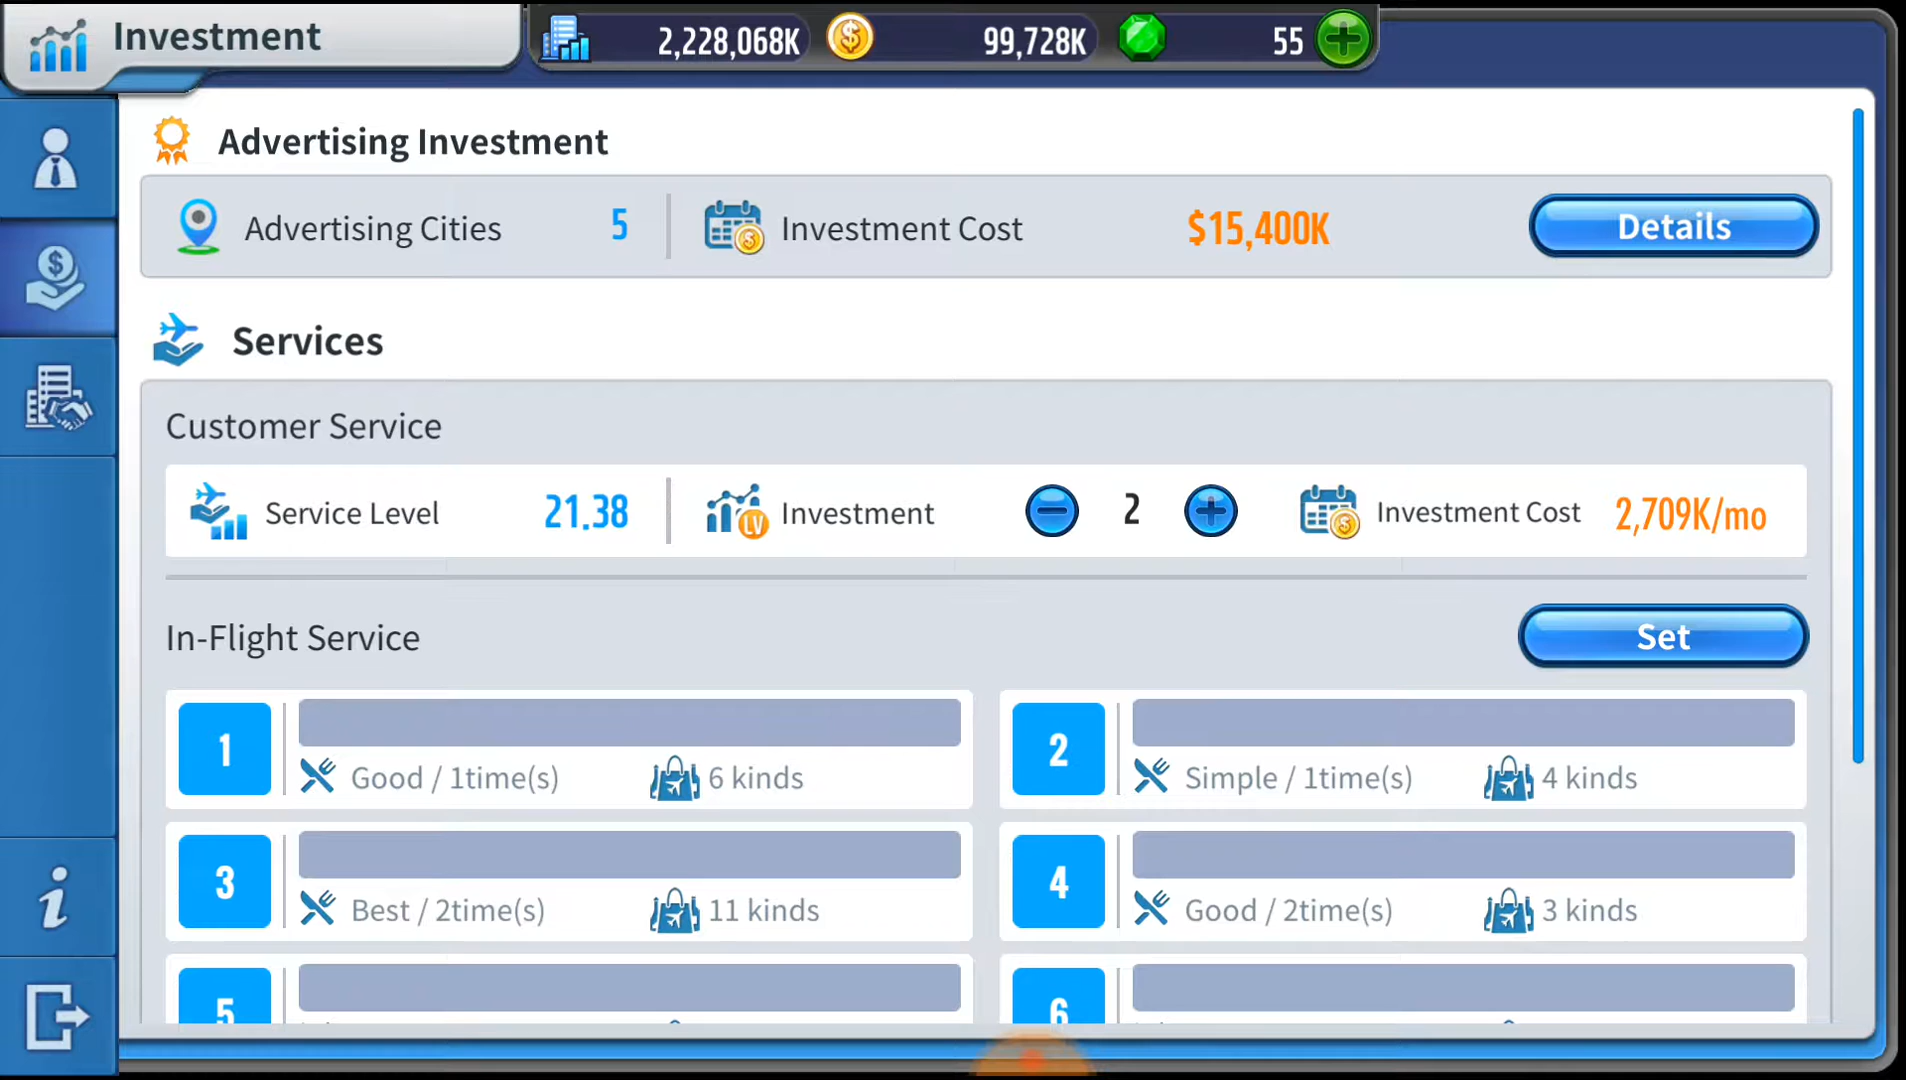 Investment
2,228,068K
99,728K
55
Advertising Investment
Advertising Cities 5 Investment Cost $15,400K Details
Services
Customer Service
Service Level 21.38 Investment 2 Investment Cost 2,709K/mo
In-Flight Service Set
1 Good / 1time(s) 6 kinds
2 Simple / 1time(s) 4 kinds
3 Best / 2time(s) 11 kinds
4 Good / 2time(s) 3 kinds
5
6